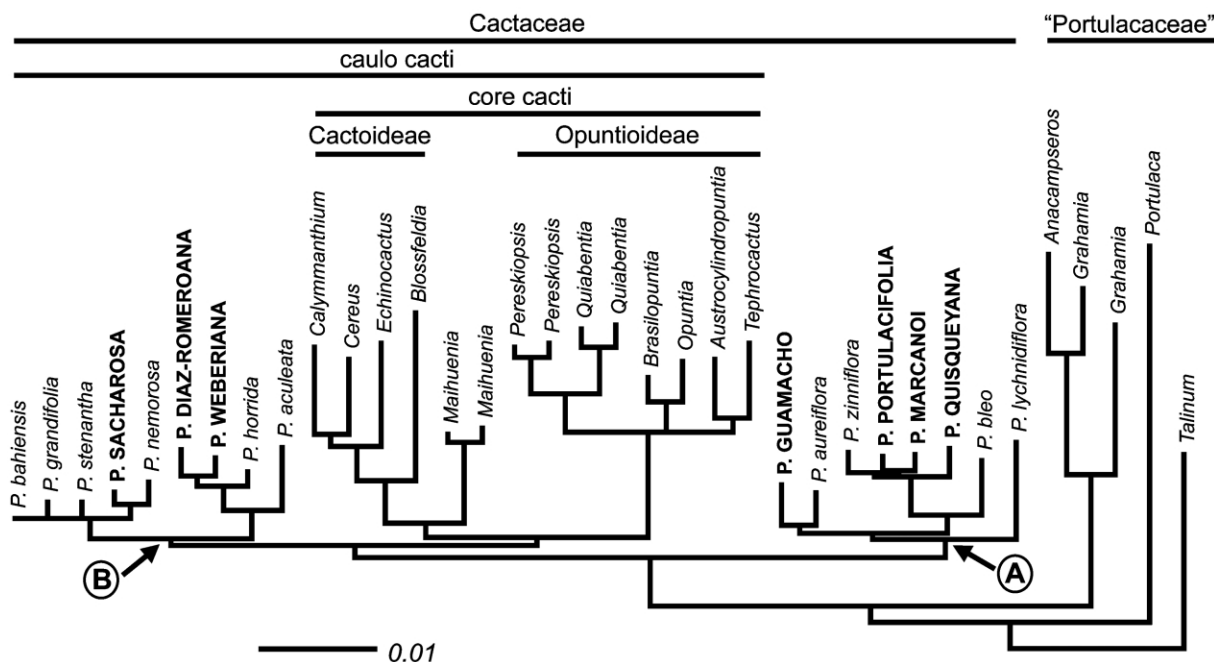 Cactaceae
“Portulacaceae”
caulo cacti
core cacti
Cactoideae
Opuntioideae
P. bahiensis
P. grandifolia
P. stenantha
P. SACHAROSA
P. nemorosa
P. DIAZ-ROMEROANA
P. WEBERIANA
P. horrida
P. aculeata
Calymmanthium
Cereus
Echinocactus
Blossfeldia
Maihuenia
Maihuenia
Pereskiopsis
Pereskiopsis
Quiabentia
Quiabentia
Brasilopuntia
Opuntia
Austrocylindropuntia
Tephrocactus
P. GUAMACHO
P. aureiflora
P. zinniflora
P. PORTULACIFOLIA
P. MARCANOI
P. QUISQUEYANA
P. bleo
P. lychnidiflora
Anacampseros
Grahamia
Grahamia
Portulaca
Talinum
B
A
0.01